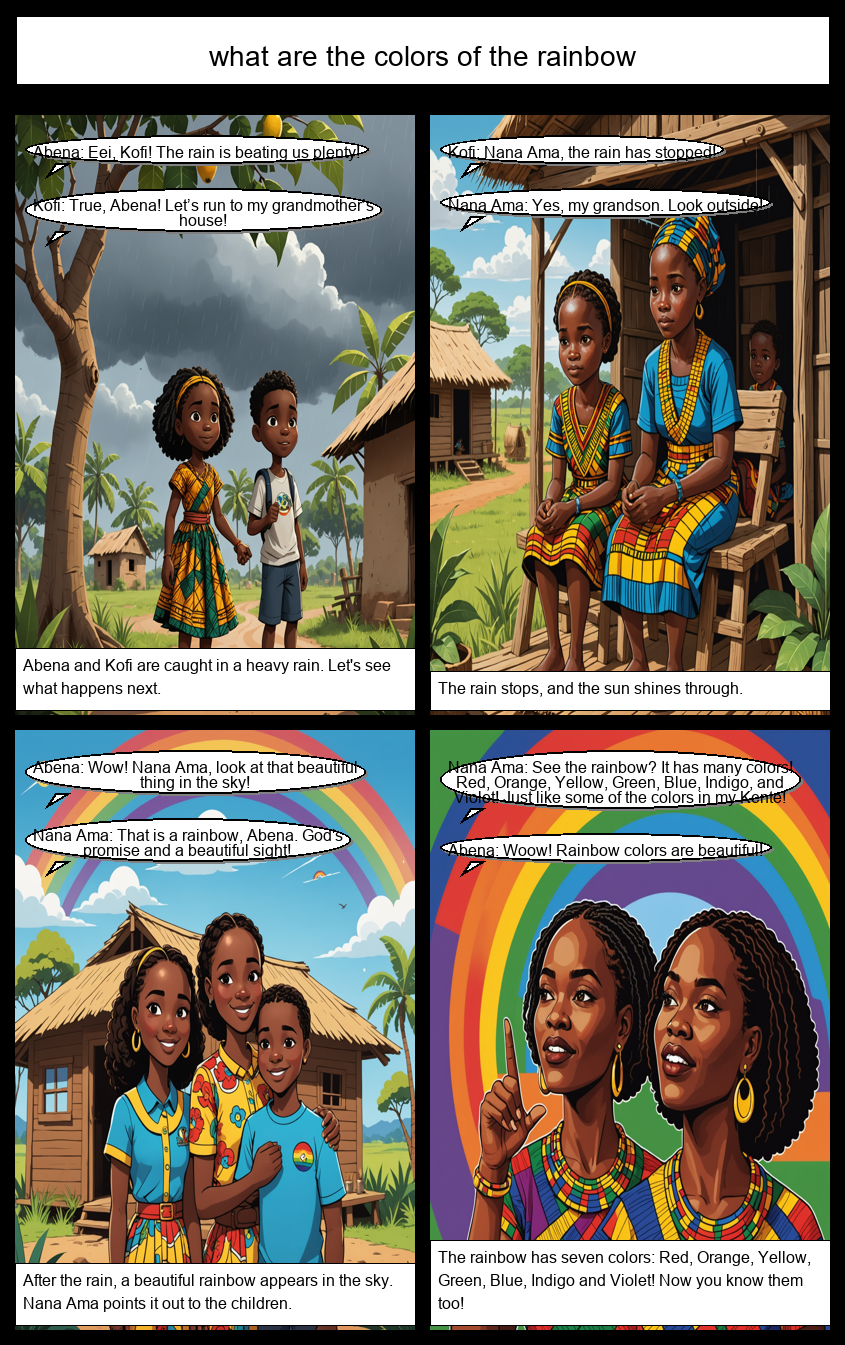 what are the colors of the rainbow
Abena: Eei, Kofi! The rain is beating us plenty!
Kofi: True, Abena! Let’s run to my grandmother's
house!
Abena and Kofi are caught in a heavy rain. Let's see
what happens next.
Kofi: Nana Ama, the rain has stopped!
Nana Ama: Yes, my grandson. Look outside!
The rain stops, and the sun shines through.
Abena: Wow! Nana Ama, look at that beautiful
thing in the sky!
Nana Ama: That is a rainbow, Abena. God's
promise and a beautiful sight!
After the rain, a beautiful rainbow appears in the sky.
Nana Ama points it out to the children.
Nana Ama: See the rainbow? It has many colors!
Red, Orange, Yellow, Green, Blue, Indigo, and
Violet! Just like some of the colors in my Kente!
Abena: Woow! Rainbow colors are beautiful!
The rainbow has seven colors: Red, Orange, Yellow,
Green, Blue, Indigo and Violet! Now you know them
too!